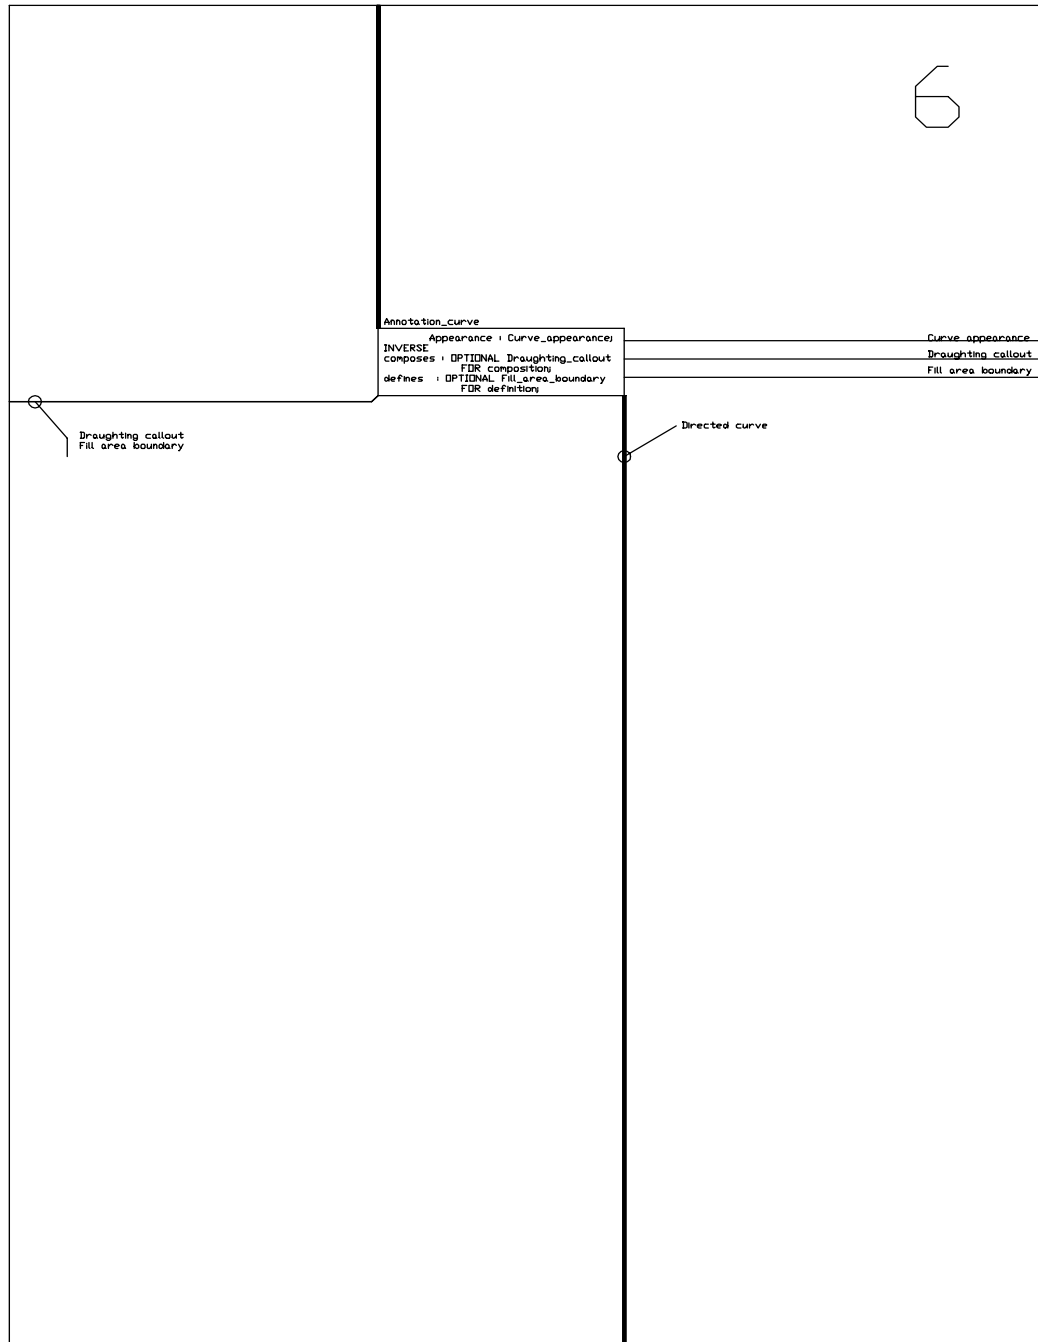 6
Annotation_curve
Appearance : Curve_appearance;
INVERSE
composes : OPTIONAL Draughting_callout
FOR composition;
defines : OPTIONAL Fill_area_boundary
FOR definition;
Curve appearance
Draughting callout
Fill area boundary
Draughting callout
Fill area boundary
Directed curve